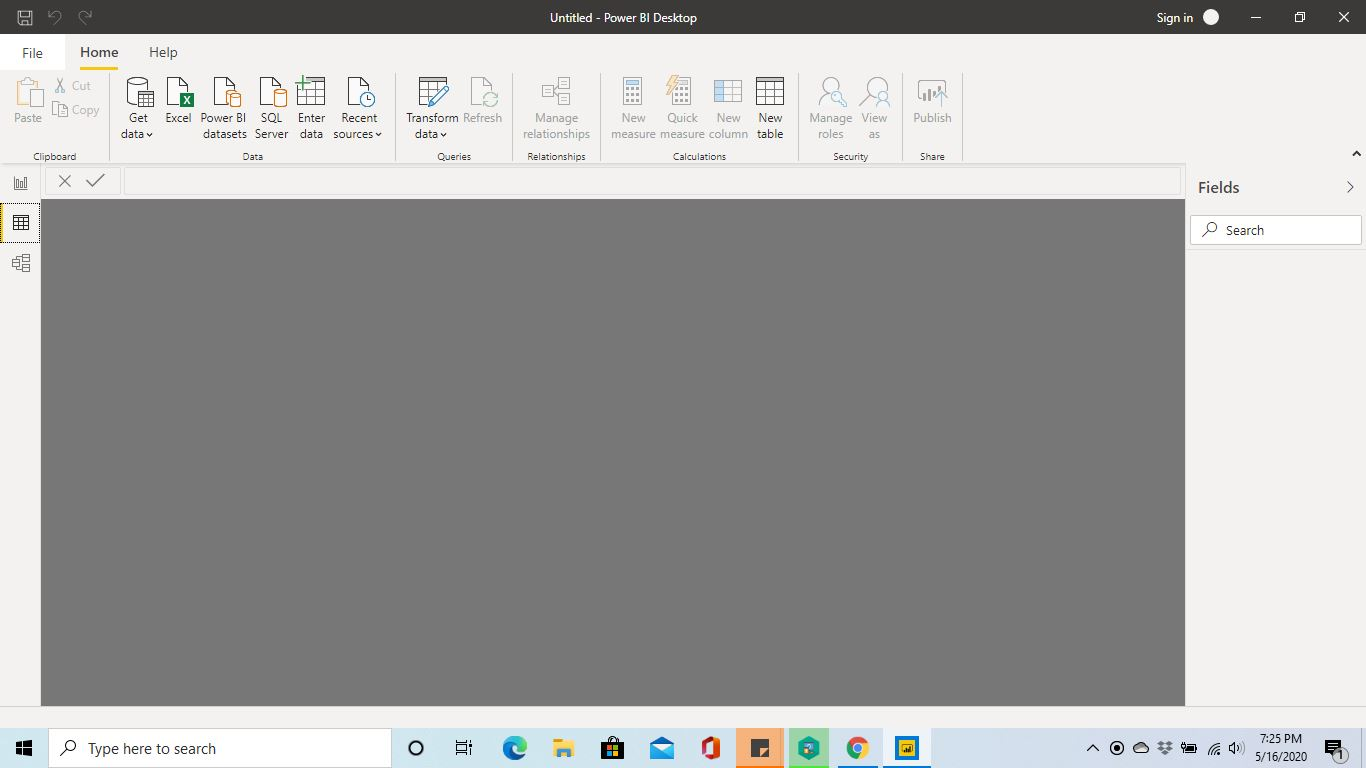 Untitled - Power BI Desktop
Sign in
File
Home
Help
Paste
Cut
Copy
Clipboard
Get data
Excel
Power BI datasets
SQL Server
Enter data
Recent sources
Data
Transform data
Refresh
Queries
Manage relationships
Relationships
New measure
Quick measure
New column
New table
Calculations
Manage roles
View as
Security
Publish
Share
Fields
Search
Type here to search
7:25 PM
5/16/2020
1